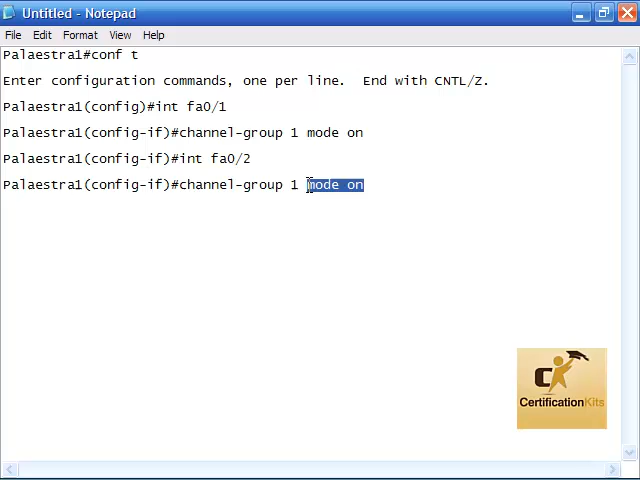 Untitled - Notepad
File Edit Format View Help
Palaestra1#conf t
Enter configuration commands, one per line.  End with CNTL/Z.
Palaestra1(config)#int fa0/1
Palaestra1(config-if)#channel-group 1 mode on
Palaestra1(config-if)#int fa0/2
Palaestra1(config-if)#channel-group 1 mode on
CertificationKits